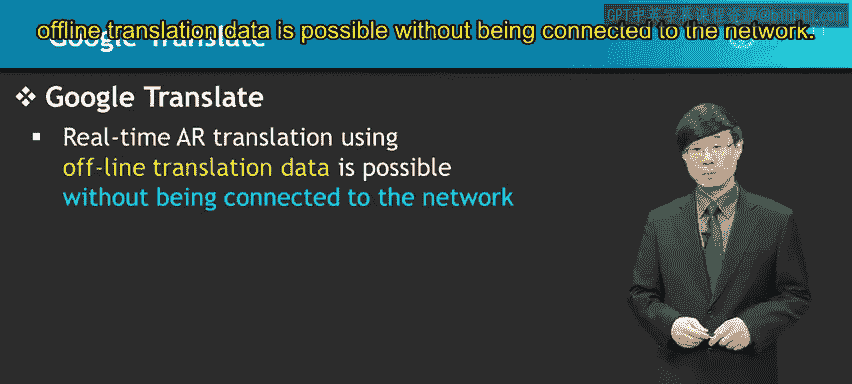 offline translation data is possible without being connected to the network.
Google Translate
❖ Google Translate
▪ Real-time AR translation using
off-line translation data is possible
without being connected to the network